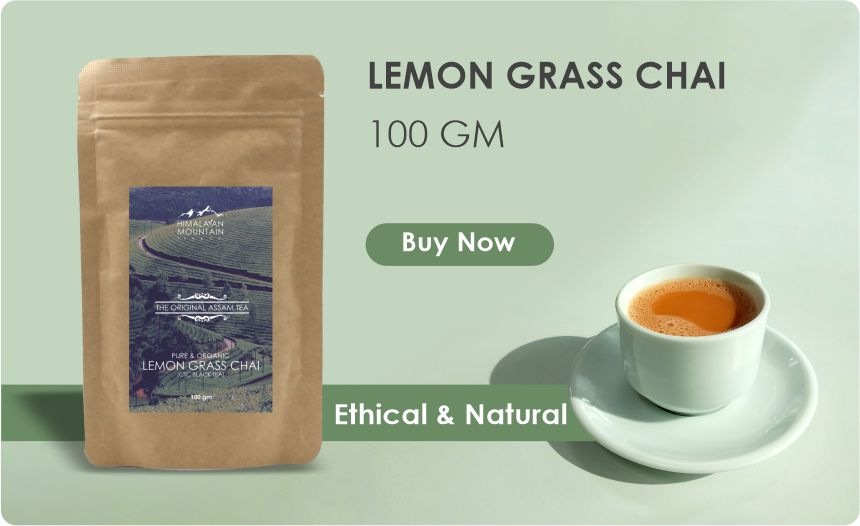 LEMON GRASS CHAI
100 GM
Buy Now
Ethical & Natural
HIMALAYAN
MOUNTAIN
THE ORIGINAL ASSAM TEA
PURE & ORGANIC
LEMON GRASS CHAI
(CTC BLACK TEA)
100 gm